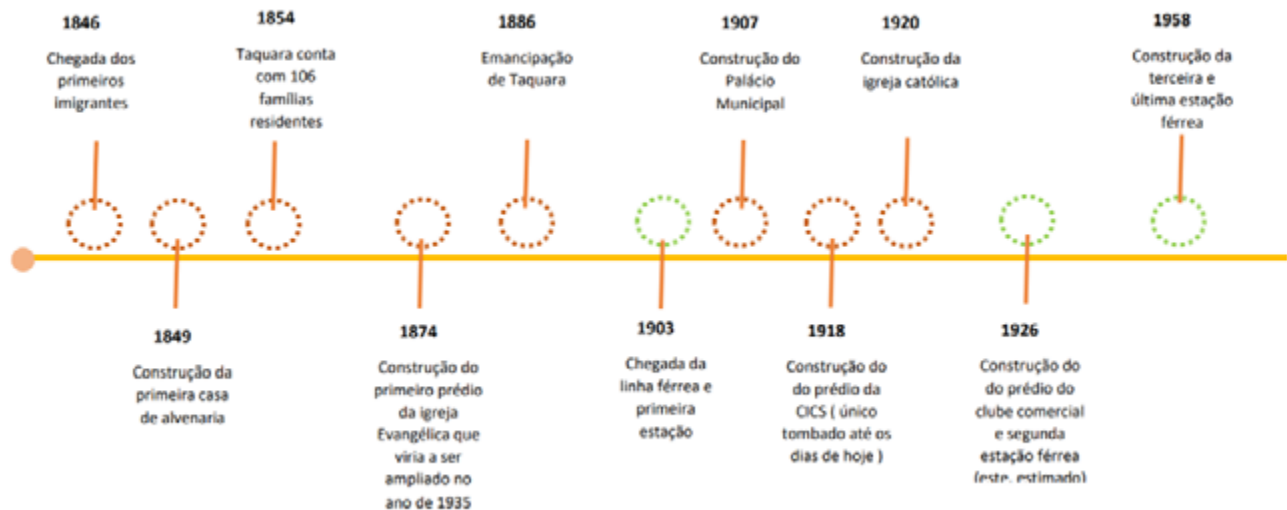 1846
Chegada dos
primeiros
imigrantes
1854
Taquara conta
com 106
famílias
residentes
1886
Emancipação
de Taquara
1907
Construção do
Palácio
Municipal
1920
Construção da
igreja católica
1958
Construção da
terceira e
última estação
férrea
1849
Construção da
primeira casa
de alvenaria
1874
Construção do
primeiro prédio
da igreja
Evangélica que
viria a ser
ampliado no
ano de 1935
1903
Chegada da
linha férrea e
primeira
estação
1918
Construção do
do prédio da
CICS ( único
tombado até os
dias de hoje )
1926
Construção do
do prédio do
clube comercial
e segunda
estação férrea
(este, estimado)